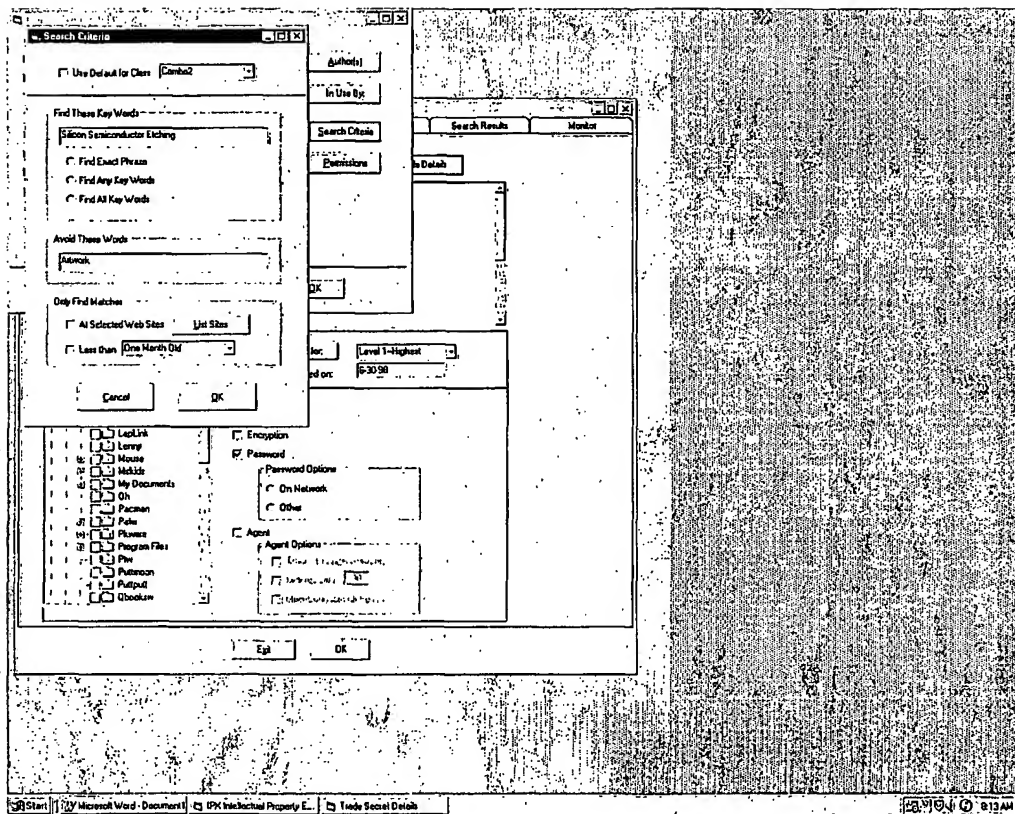 Search Criteria
Use Default for Class Combo2
Find These Key Words
Silicon Semiconductor Etching
Find Exact Phrase
Find Any Key Words
Find All Key Words
Avoid These Words
Artwork
Only Find Matches
At Selected Web Sites List Sites
Less than One Month Old
Cancel OK
Author(s)
In Use By:
Search Criteria
Permissions
OK
Search Results Monitor
Details
Level 1-Highest
ed on: 6-30-98
LapLink
Lenny
Mouse
Mskids
My Documents
Oh
Pacman
Program Files
Puttmoon
Puttputt
Qbooksw
Encryption
Password
Password Options
On Network
Other
Agent
Agent Options
Exit OK
Start Microsoft Word - Document1 IPX Intellectual Property E... Trade Secret Details 8:13 AM